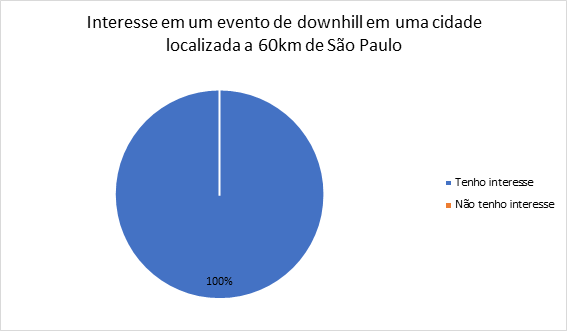 Interesse em um evento de downhill em uma cidade
localizada a 60km de São Paulo
Tenho interesse
Não tenho interesse
100%